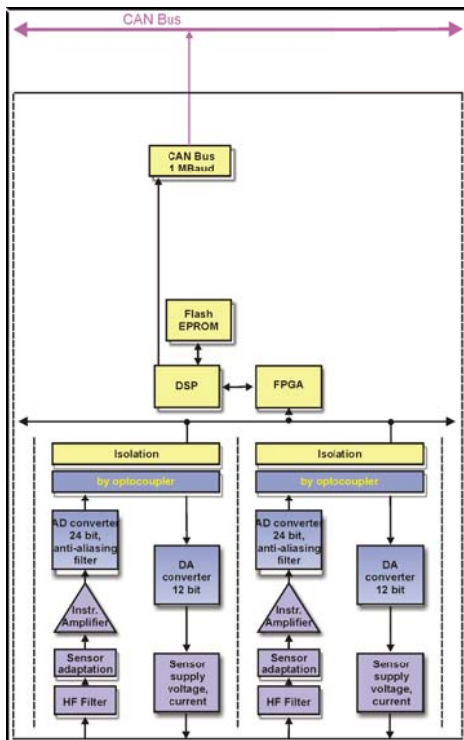 CAN Bus
CAN Bus
1 MBaud
Flash
EPROM
DSP
FPGA
Isolation
by optocoupler
AD converter
24 bit,
anti-aliasing
filter
DA
converter
12 bit
Instr.
Amplifier
Sensor
adaptation
HF Filter
Sensor
supply
voltage,
current
Isolation
by optocoupler
AD converter
24 bit,
anti-aliasing
filter
DA
converter
12 bit
Instr.
Amplifier
Sensor
adaptation
HF Filter
Sensor
supply
voltage,
current